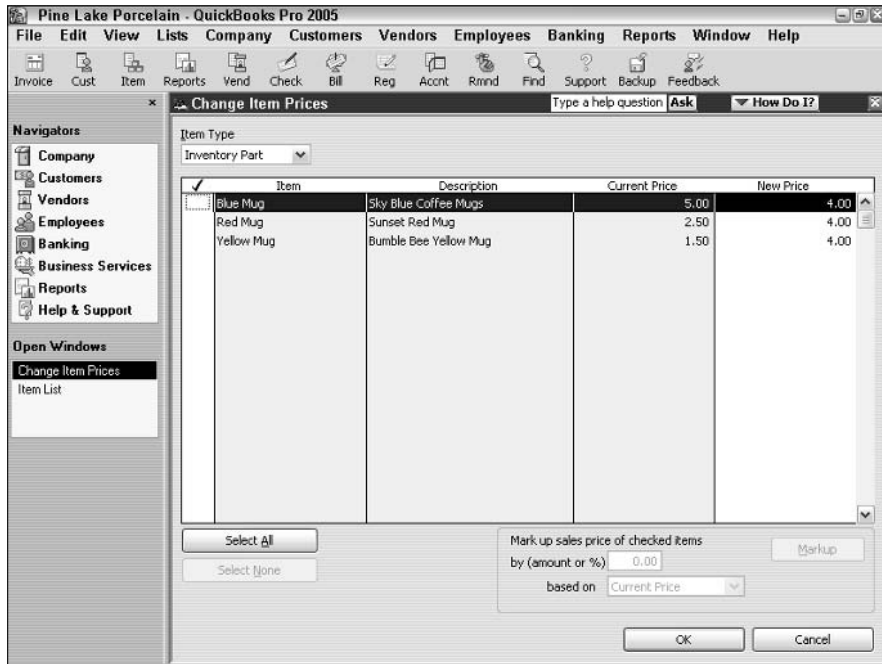 Pine Lake Porcelain - QuickBooks Pro 2005
File Edit View Lists Company Customers Vendors Employees Banking Reports Window Help
Invoice Cust Item Reports Vend Check Bill Reg Accnt Rmnd Find Support Backup Feedback
Change Item Prices Type a help question Ask How Do I?
Navigators
Company
Customers
Vendors
Employees
Banking
Business Services
Reports
Help & Support
Open Windows
Change Item Prices
Item List
Item Type
Inventory Part
Item Description Current Price New Price
Blue Mug Sky Blue Coffee Mugs 5.00 4.00
Red Mug Sunset Red Mug 2.50 4.00
Yellow Mug Bumble Bee Yellow Mug 1.50 4.00
Select All
Select None
Mark up sales price of checked items
by (amount or %) 0.00 Markup
based on Current Price
OK Cancel